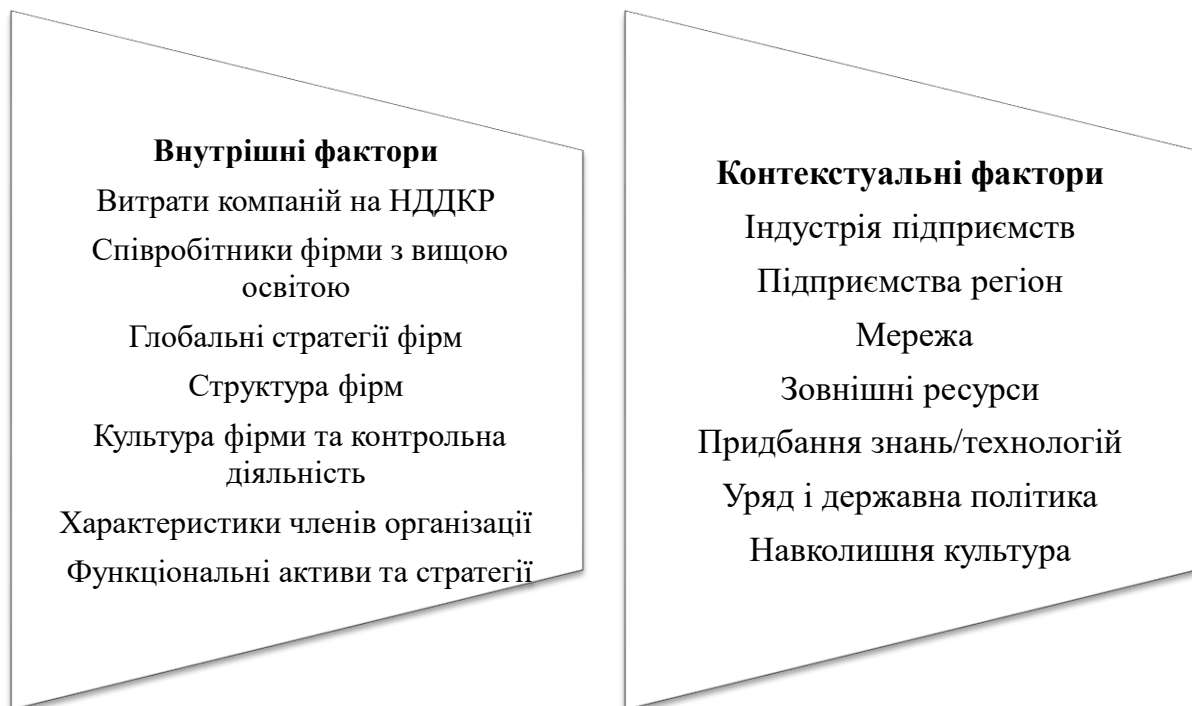 Внутрішні фактори
Витрати компаній на НДДКР
Співробітники фірми з вищою
освітою
Глобальні стратегії фірм
Структура фірм
Культура фірми та контрольна
діяльність
Характеристики членів організації
Функціональні активи та стратегії
Контекстуальні фактори
Індустрія підприємств
Підприємства регіон
Мережа
Зовнішні ресурси
Придбання знань/технологій
Уряд і державна політика
Навколишня культура